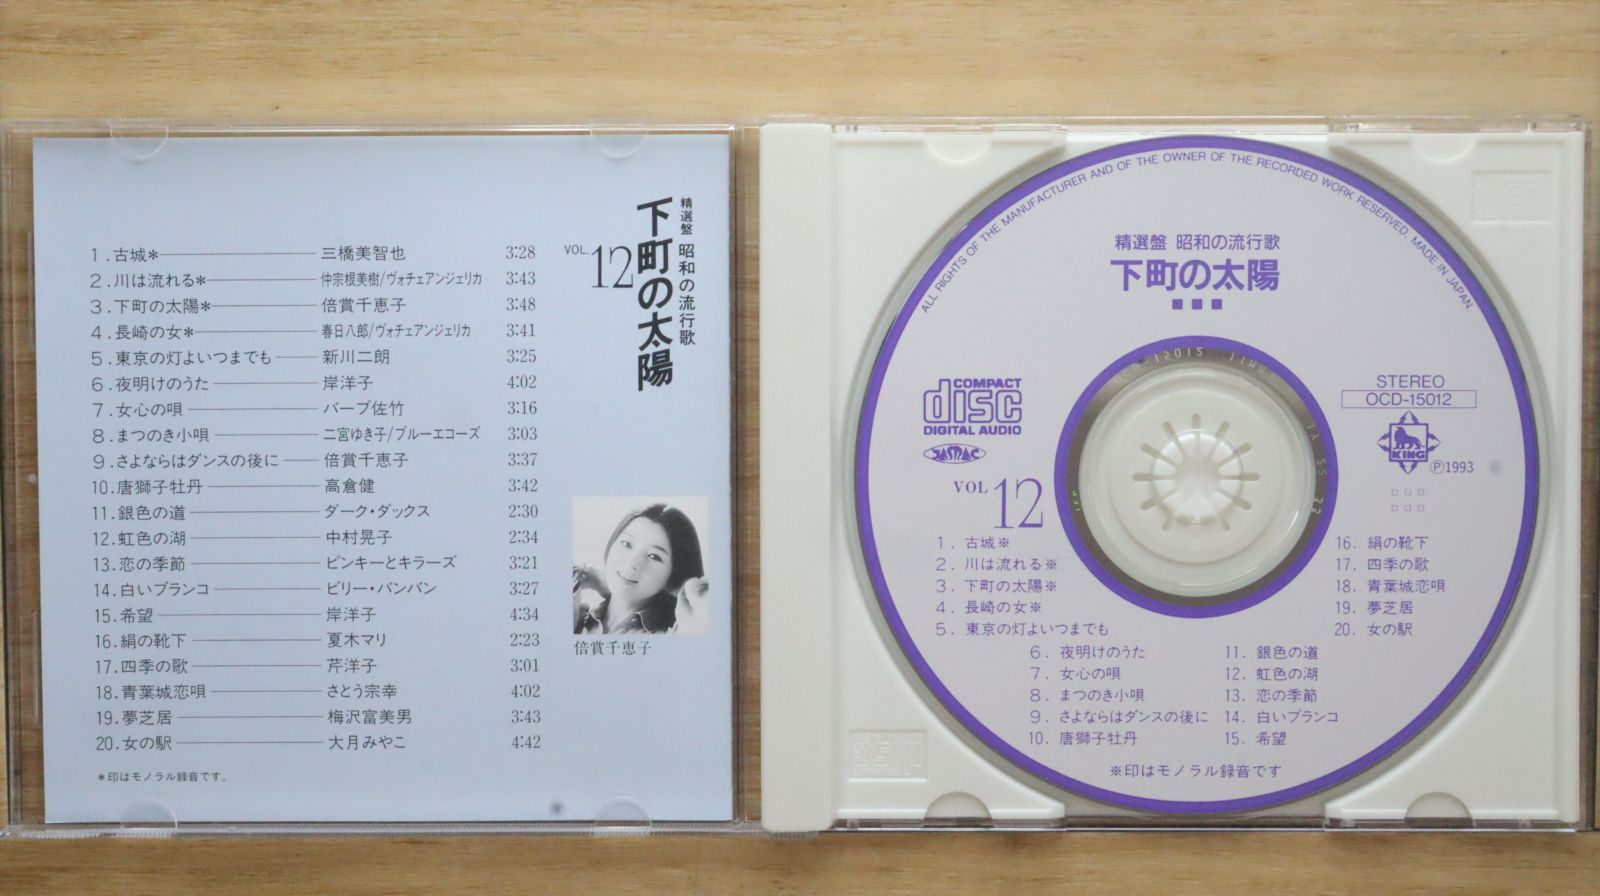 精選盤 昭和の流行歌
下町の太陽
VOL. 12
1.古城* 三橋美智也 3:28
2.川は流れる* 仲宗根美樹/ヴォチェアンジェリカ 3:43
3.下町の太陽* 倍賞千恵子 3:48
4.長崎の女* 春日八郎/ヴォチェアンジェリカ 3:41
5.東京の灯よいつまでも 新川二朗 3:25
6.夜明けのうた 岸洋子 4:02
7.女心の唄 バーブ佐竹 3:16
8.まつのき小唄 二宮ゆき子/ブルーエコーズ 3:03
9.さよならはダンスの後に 倍賞千恵子 3:37
10.唐獅子牡丹 高倉健 3:42
11.銀色の道 ダーク・ダックス 2:30
12.虹色の湖 中村晃子 2:34
13.恋の季節 ピンキーとキラーズ 3:21
14.白いブランコ ビリー・バンバン 3:27
15.希望 岸洋子 4:34
16.絹の靴下 夏木マリ 2:23
17.四季の歌 芹洋子 3:01
18.青葉城恋唄 さとう宗幸 4:02
19.夢芝居 梅沢富美男 3:43
20.女の駅 大月みやこ 4:42
*印はモノラル録音です。
倍賞千恵子
ALL RIGHTS OF THE MANUFACTURER AND OF THE OWNER OF THE RECORDED WORK RESERVED. MADE IN JAPAN.
精選盤 昭和の流行歌
下町の太陽
COMPACT
disc
DIGITAL AUDIO
JASRAC
VOL 12
STEREO
OCD-15012
KING
Ⓟ1993
1. 古城※
2. 川は流れる※
3. 下町の太陽※
4. 長崎の女※
5. 東京の灯よいつまでも
6. 夜明けのうた
7. 女心の唄
8. まつのき小唄
9. さよならはダンスの後に
10. 唐獅子牡丹
11. 銀色の道
12. 虹色の湖
13. 恋の季節
14. 白いブランコ
15. 希望
16. 絹の靴下
17. 四季の歌
18. 青葉城恋唄
19. 夢芝居
20. 女の駅
※印はモノラル録音です